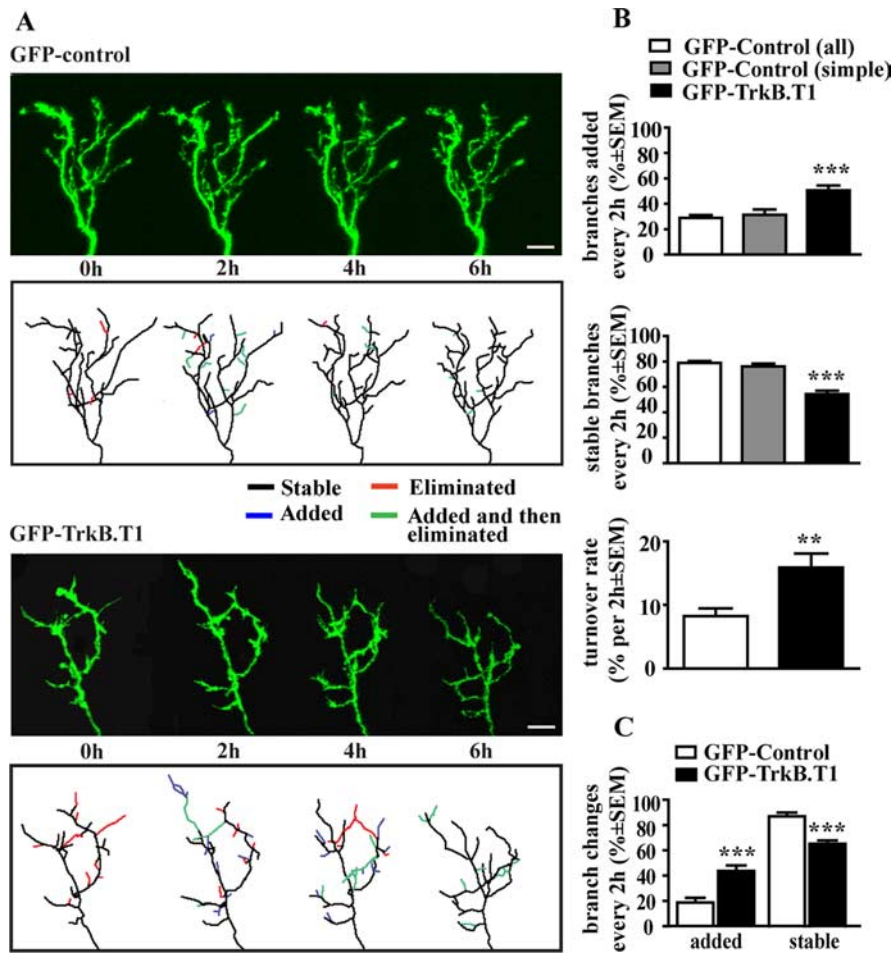 A
GFP-control
0h 2h 4h 6h
Stable Eliminated
Added Added and then
eliminated
GFP-TrkB.T1
0h 2h 4h 6h
B
GFP-Control (all)
GFP-Control (simple)
GFP-TrkB.T1
branches added
every 2h (%±SEM)
100
80
60
40
20
0
***
stable branches
every 2h (%±SEM)
100
80
60
40
20
0
***
turnover rate
(% per 2h±SEM)
20
10
0
**
C
GFP-Control
GFP-TrkB.T1
branch changes
every 2h (%±SEM)
100
80
60
40
20
0
***
***
added stable